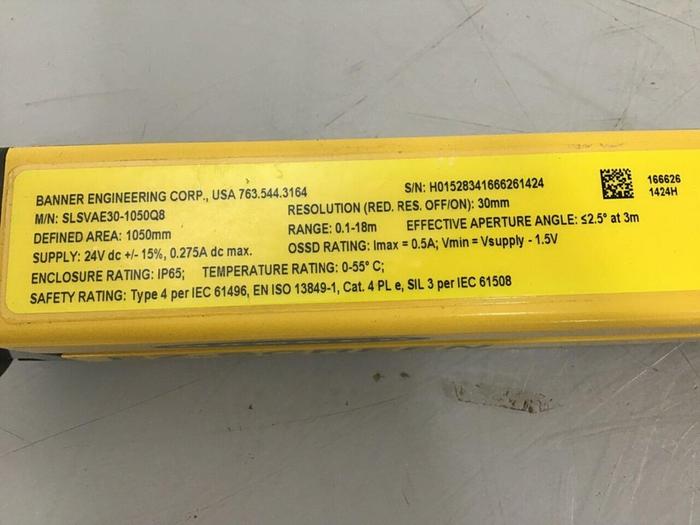 BANNER ENGINEERING CORP., USA 763.544.3164
S/N: H01528341666261424
166626
1424H
M/N: SLSVAE30-1050Q8
RESOLUTION (RED. RES. OFF/ON): 30mm
DEFINED AREA: 1050mm
RANGE: 0.1-18m
EFFECTIVE APERTURE ANGLE: ≤2.5° at 3m
SUPPLY: 24V dc +/- 15%, 0.275A dc max.
OSSD RATING: Imax = 0.5A; Vmin = Vsupply - 1.5V
ENCLOSURE RATING: IP65; TEMPERATURE RATING: 0-55° C;
SAFETY RATING: Type 4 per IEC 61496, EN ISO 13849-1, Cat. 4 PL e, SIL 3 per IEC 61508